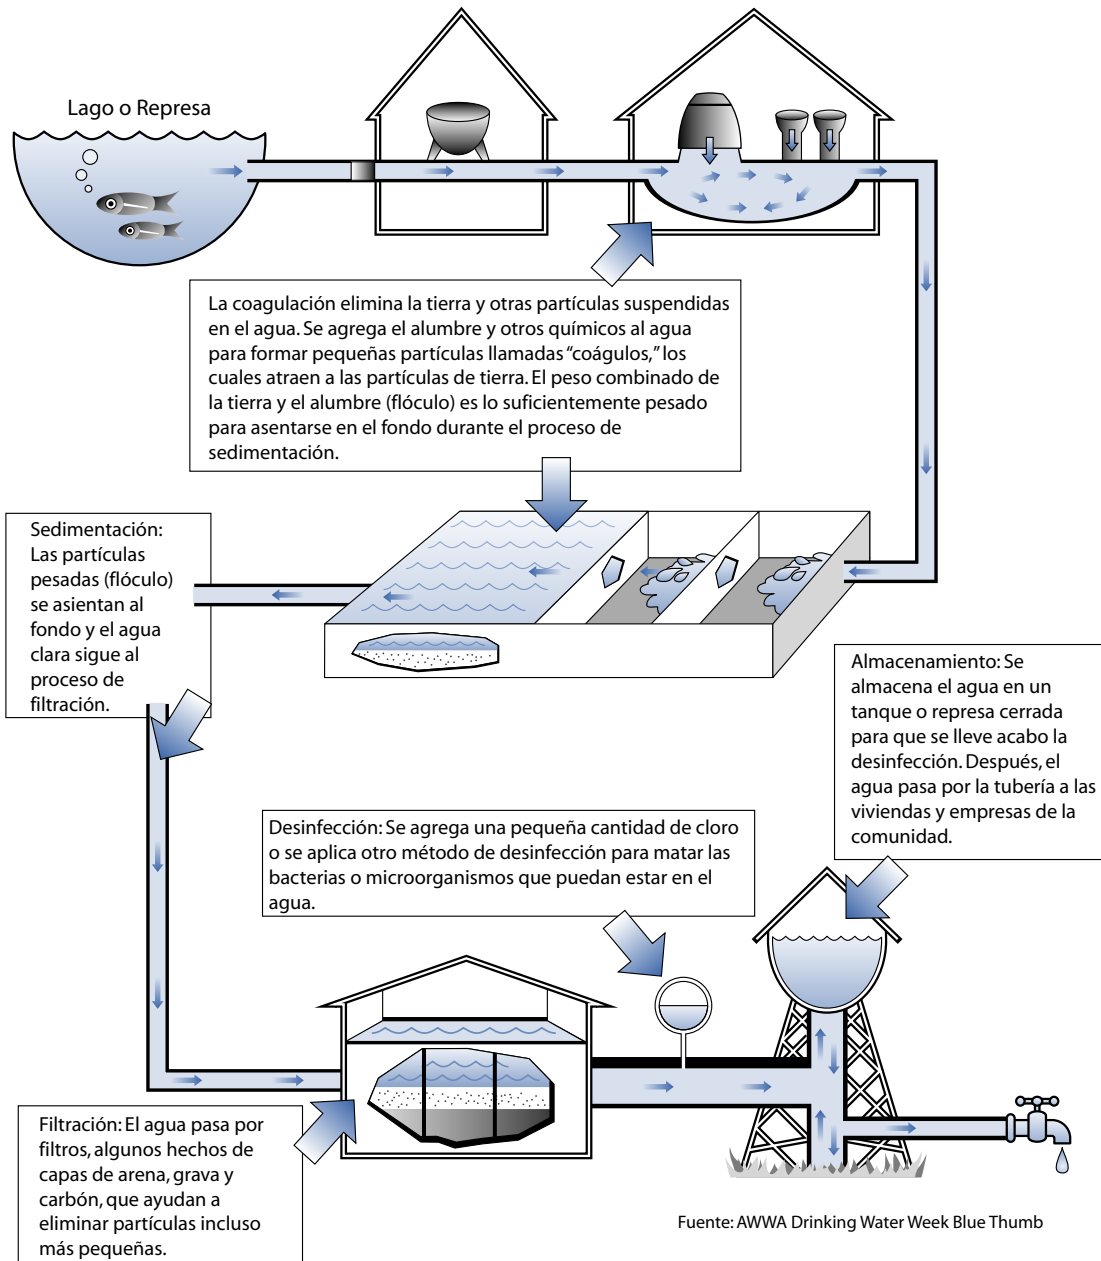 Lago o Represa
La coagulación elimina la tierra y otras partículas suspendidas
en el agua. Se agrega el alumbre y otros químicos al agua
para formar pequeñas partículas llamadas “coágulos,” los
cuales atraen a las partículas de tierra. El peso combinado de
la tierra y el alumbre (flóculo) es lo suficientemente pesado
para asentarse en el fondo durante el proceso de
sedimentación.
Sedimentación:
Las partículas
pesadas (flóculo)
se asientan al
fondo y el agua
clara sigue al
proceso de
filtración.
Almacenamiento: Se
almacena el agua en un
tanque o represa cerrada
para que se lleve acabo la
desinfección. Después, el
agua pasa por la tubería a las
viviendas y empresas de la
comunidad.
Desinfección: Se agrega una pequeña cantidad de cloro
o se aplica otro método de desinfección para matar las
bacterias o microorganismos que puedan estar en el
agua.
Filtración: El agua pasa por
filtros, algunos hechos de
capas de arena, grava y
carbón, que ayudan a
eliminar partículas incluso
más pequeñas.
Fuente: AWWA Drinking Water Week Blue Thumb